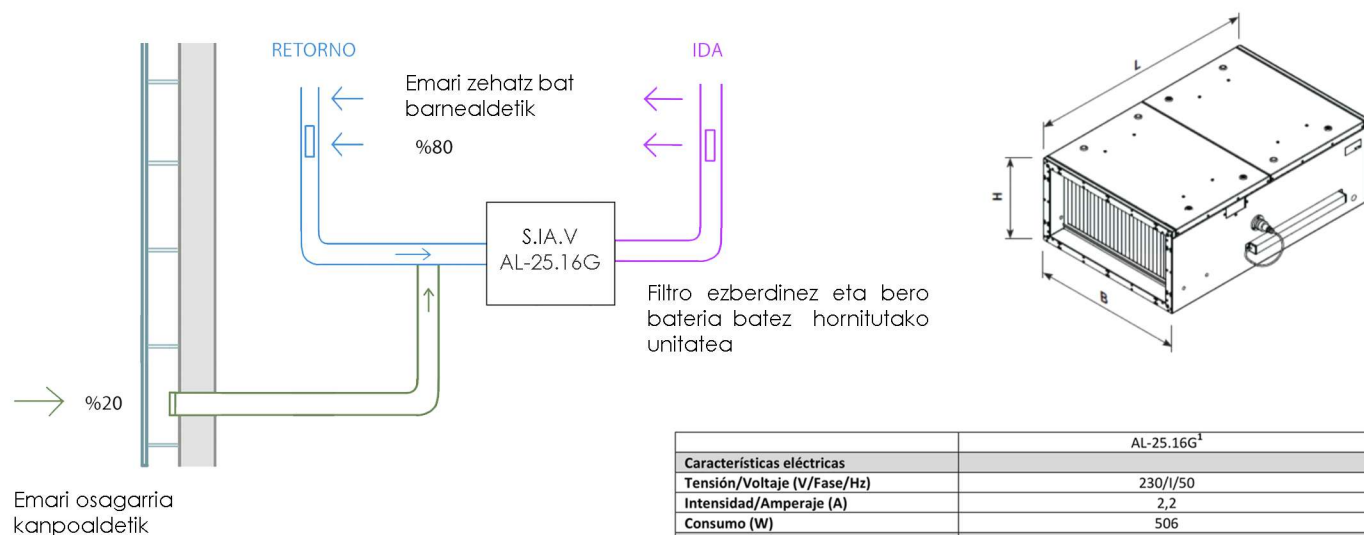 RETORNO
IDA
Emari zehatz bat
barnealdetik
%80
S.IA.V
AL-25.16G
Filtro ezberdinez eta bero
bateria batez hornitutako
unitatea
%20
Emari osagarria
kanpoaldetik
L
H
B
AL-25.16G¹
Características eléctricas
Tensión/Voltaje (V/Fase/Hz) 230/I/50
Intensidad/Amperaje (A) 2,2
Consumo (W) 506